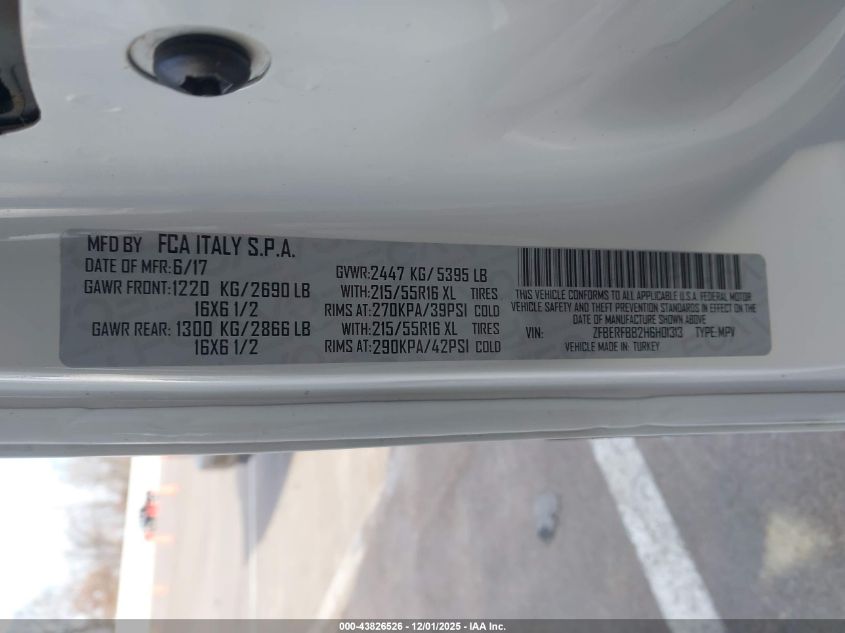 MFD BY FCA ITALY S.P.A.
DATE OF MFR: 6/17
GAWR FRONT: 1220 KG/2690 LB
16X6 1/2
GAWR REAR: 1300 KG/2866 LB
16X6 1/2
GVWR: 2447 KG/5395 LB
WITH: 215/55R16 XL TIRES
RIMS AT: 270KPA/39PSI COLD
WITH: 215/55R16 XL TIRES
RIMS AT: 290KPA/42PSI COLD
THIS VEHICLE CONFORMS TO ALL APPLICABLE U.S.A. FEDERAL MOTOR
VEHICLE SAFETY AND THEFT PREVENTION STANDARDS IN EFFECT ON THE
DATE OF MANUFACTURE SHOWN ABOVE
VIN: ZFBERFBB2H6H01313 TYPE: MPV
VEHICLE MADE IN: TURKEY
000-43826526 - 12/01/2025 - IAA Inc.